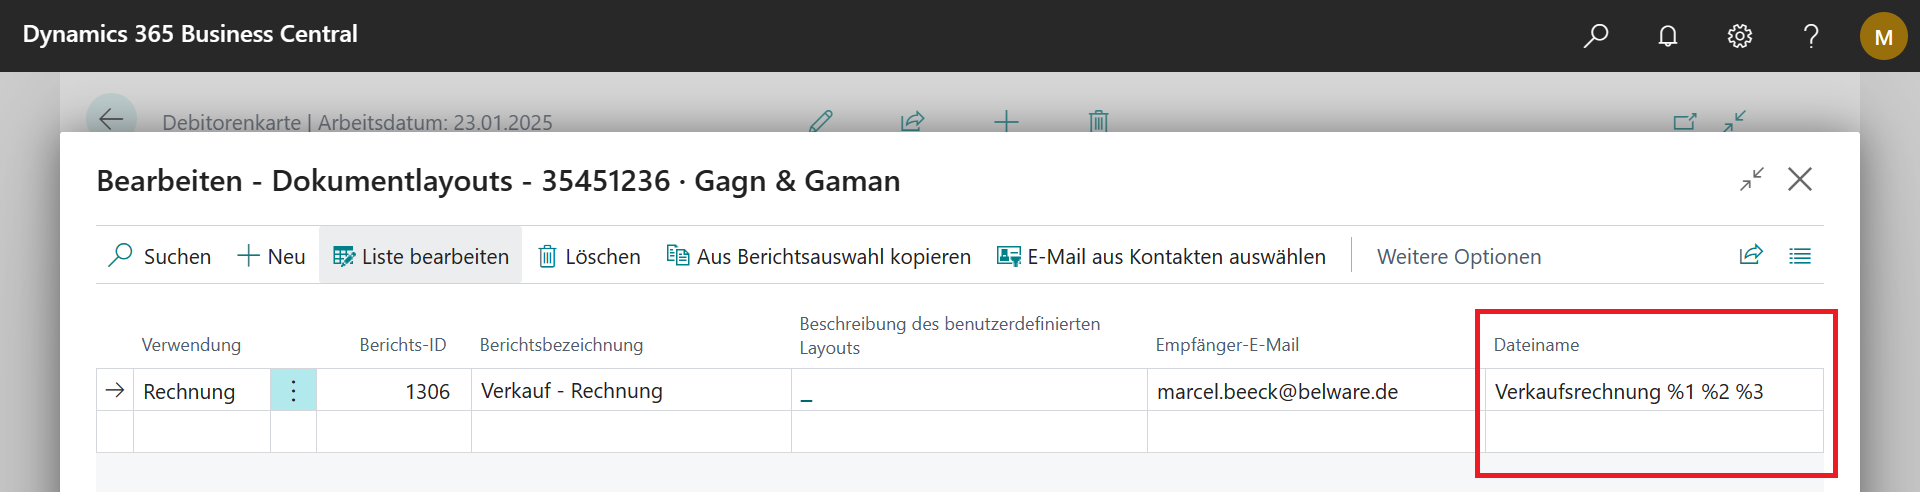 Dynamics 365 Business Central
M
Debitorenkarte | Arbeitsdatum: 23.01.2025
Bearbeiten - Dokumentlayouts - 35451236 · Gagn & Gaman
Suchen Neu Liste bearbeiten Löschen Aus Berichtsauswahl kopieren E-Mail aus Kontakten auswählen Weitere Optionen
Beschreibung des benutzerdefinierten
Verwendung Berichts-ID Berichtsbezeichnung Layouts Empfänger-E-Mail Dateiname
Rechnung 1306 Verkauf - Rechnung _ marcel.beeck@belware.de Verkaufsrechnung %1 %2 %3